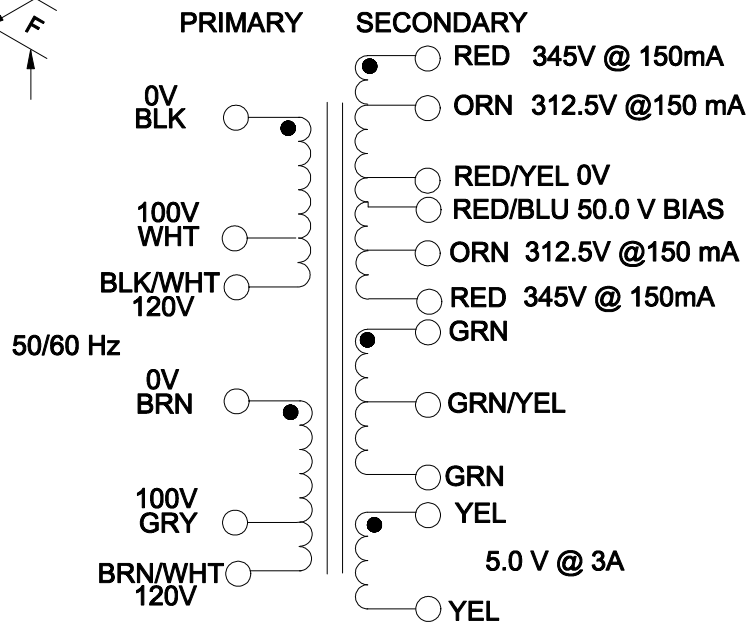 F
PRIMARY SECONDARY
RED 345V @ 150mA
0V
BLK
ORN 312.5V @150 mA
RED/YEL 0V
100V
WHT
RED/BLU 50.0 V BIAS
ORN 312.5V @150 mA
BLK/WHT
120V
RED 345V @ 150mA
GRN
50/60 Hz
0V
BRN
GRN/YEL
GRN
100V
GRY
YEL
5.0 V @ 3A
BRN/WHT
120V
YEL